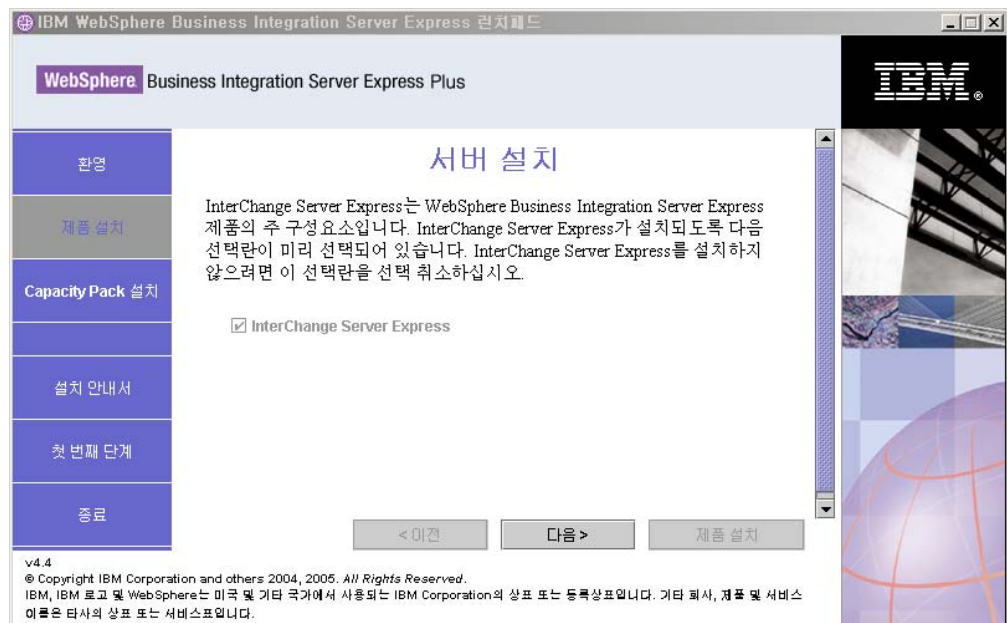 IBM WebSphere Business Integration Server Express 런치패드
WebSphere. Business Integration Server Express Plus
IBM®
환영
제품 설치
Capacity Pack 설치
설치 안내서
첫 번째 단계
종료
서버 설치
InterChange Server Express는 WebSphere Business Integration Server Express
제품의 주 구성요소입니다. InterChange Server Express가 설치되도록 다음
선택란이 미리 선택되어 있습니다. InterChange Server Express를 설치하지
않으려면 이 선택란을 선택 취소하십시오.
InterChange Server Express
< 이전
다음 >
제품 설치
v4.4
© Copyright IBM Corporation and others 2004, 2005. All Rights Reserved.
IBM, IBM 로고 및 WebSphere는 미국 및 기타 국가에서 사용되는 IBM Corporation의 상표 또는 등록상표입니다. 기타 회사, 제품 및 서비스
이름은 타사의 상표 또는 서비스표입니다.